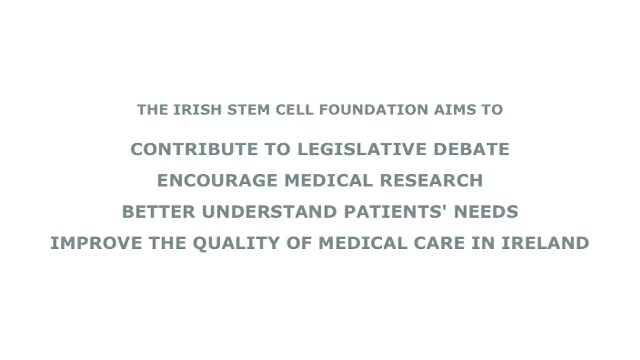 THE IRISH STEM CELL FOUNDATION AIMS TO
CONTRIBUTE TO LEGISLATIVE DEBATE
ENCOURAGE MEDICAL RESEARCH
BETTER UNDERSTAND PATIENTS' NEEDS
IMPROVE THE QUALITY OF MEDICAL CARE IN IRELAND